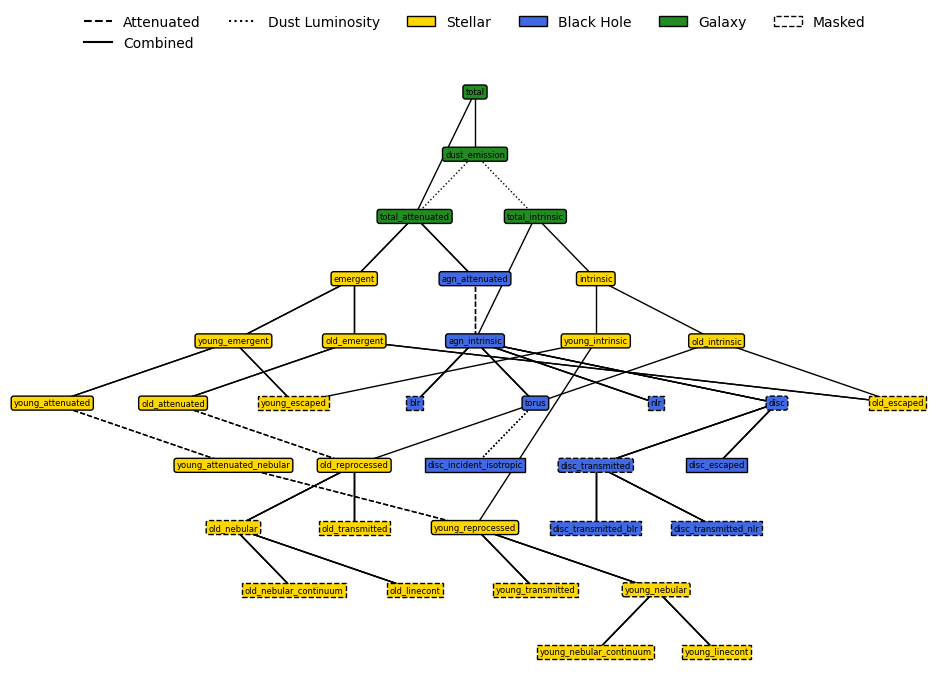 Attenuated Dust Luminosity Stellar Black Hole Galaxy Masked
Combined
total
dust_emission
total_attenuated total_intrinsic
emergent agn_attenuated intrinsic
young_emergent old_emergent agn_intrinsic young_intrinsic old_intrinsic
young_attenuated old_attenuated young_escaped blr torus nlr disc old_escaped
young_attenuated_nebular old_reprocessed disc_incident_isotropic disc_transmitted disc_escaped
old_nebular old_transmitted young_reprocessed disc_transmitted_blr disc_transmitted_nlr
old_nebular_continuum old_linecont young_transmitted young_nebular
young_nebular_continuum young_linecont